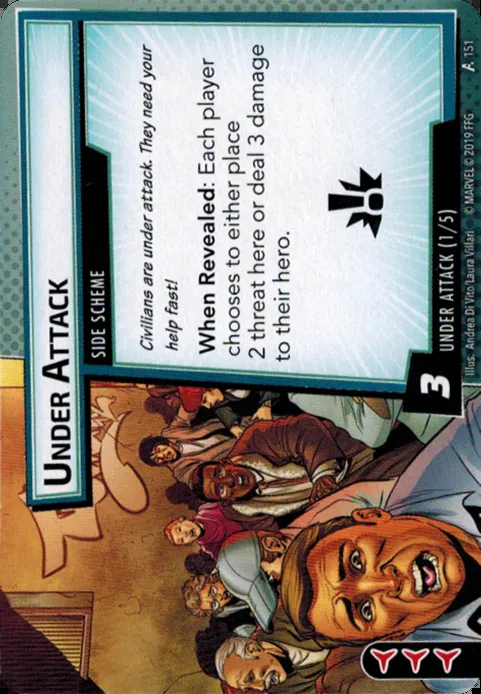 UNDER ATTACK
SIDE SCHEME
Civilians are under attack. They need your
help fast!
When Revealed: Each player
chooses to either place
2 threat here or deal 3 damage
to their hero.
3
UNDER ATTACK (1/5)
Illus. Andrea Di Vito/Laura Villari © MARVEL © 2019 FFG
A 151